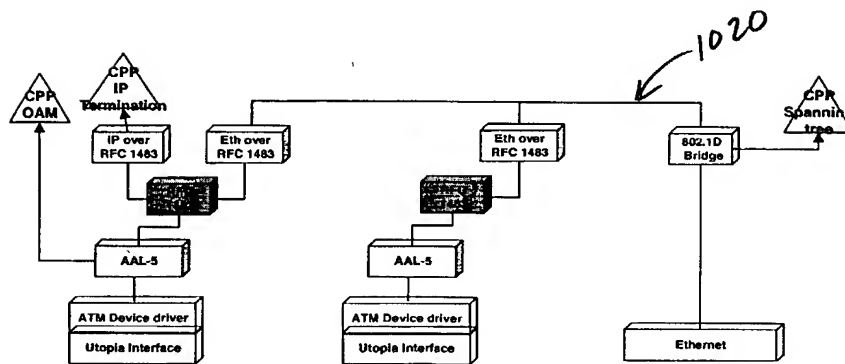 1020
CPP
OAM
CPP
IP
Termination
CPP
Spanning
tree
IP over
RFC 1483
Eth over
RFC 1483
Eth over
RFC 1483
802.1D
Bridge
AAL-5
AAL-5
ATM Device driver
Utopia Interface
ATM Device driver
Utopia Interface
Ethernet